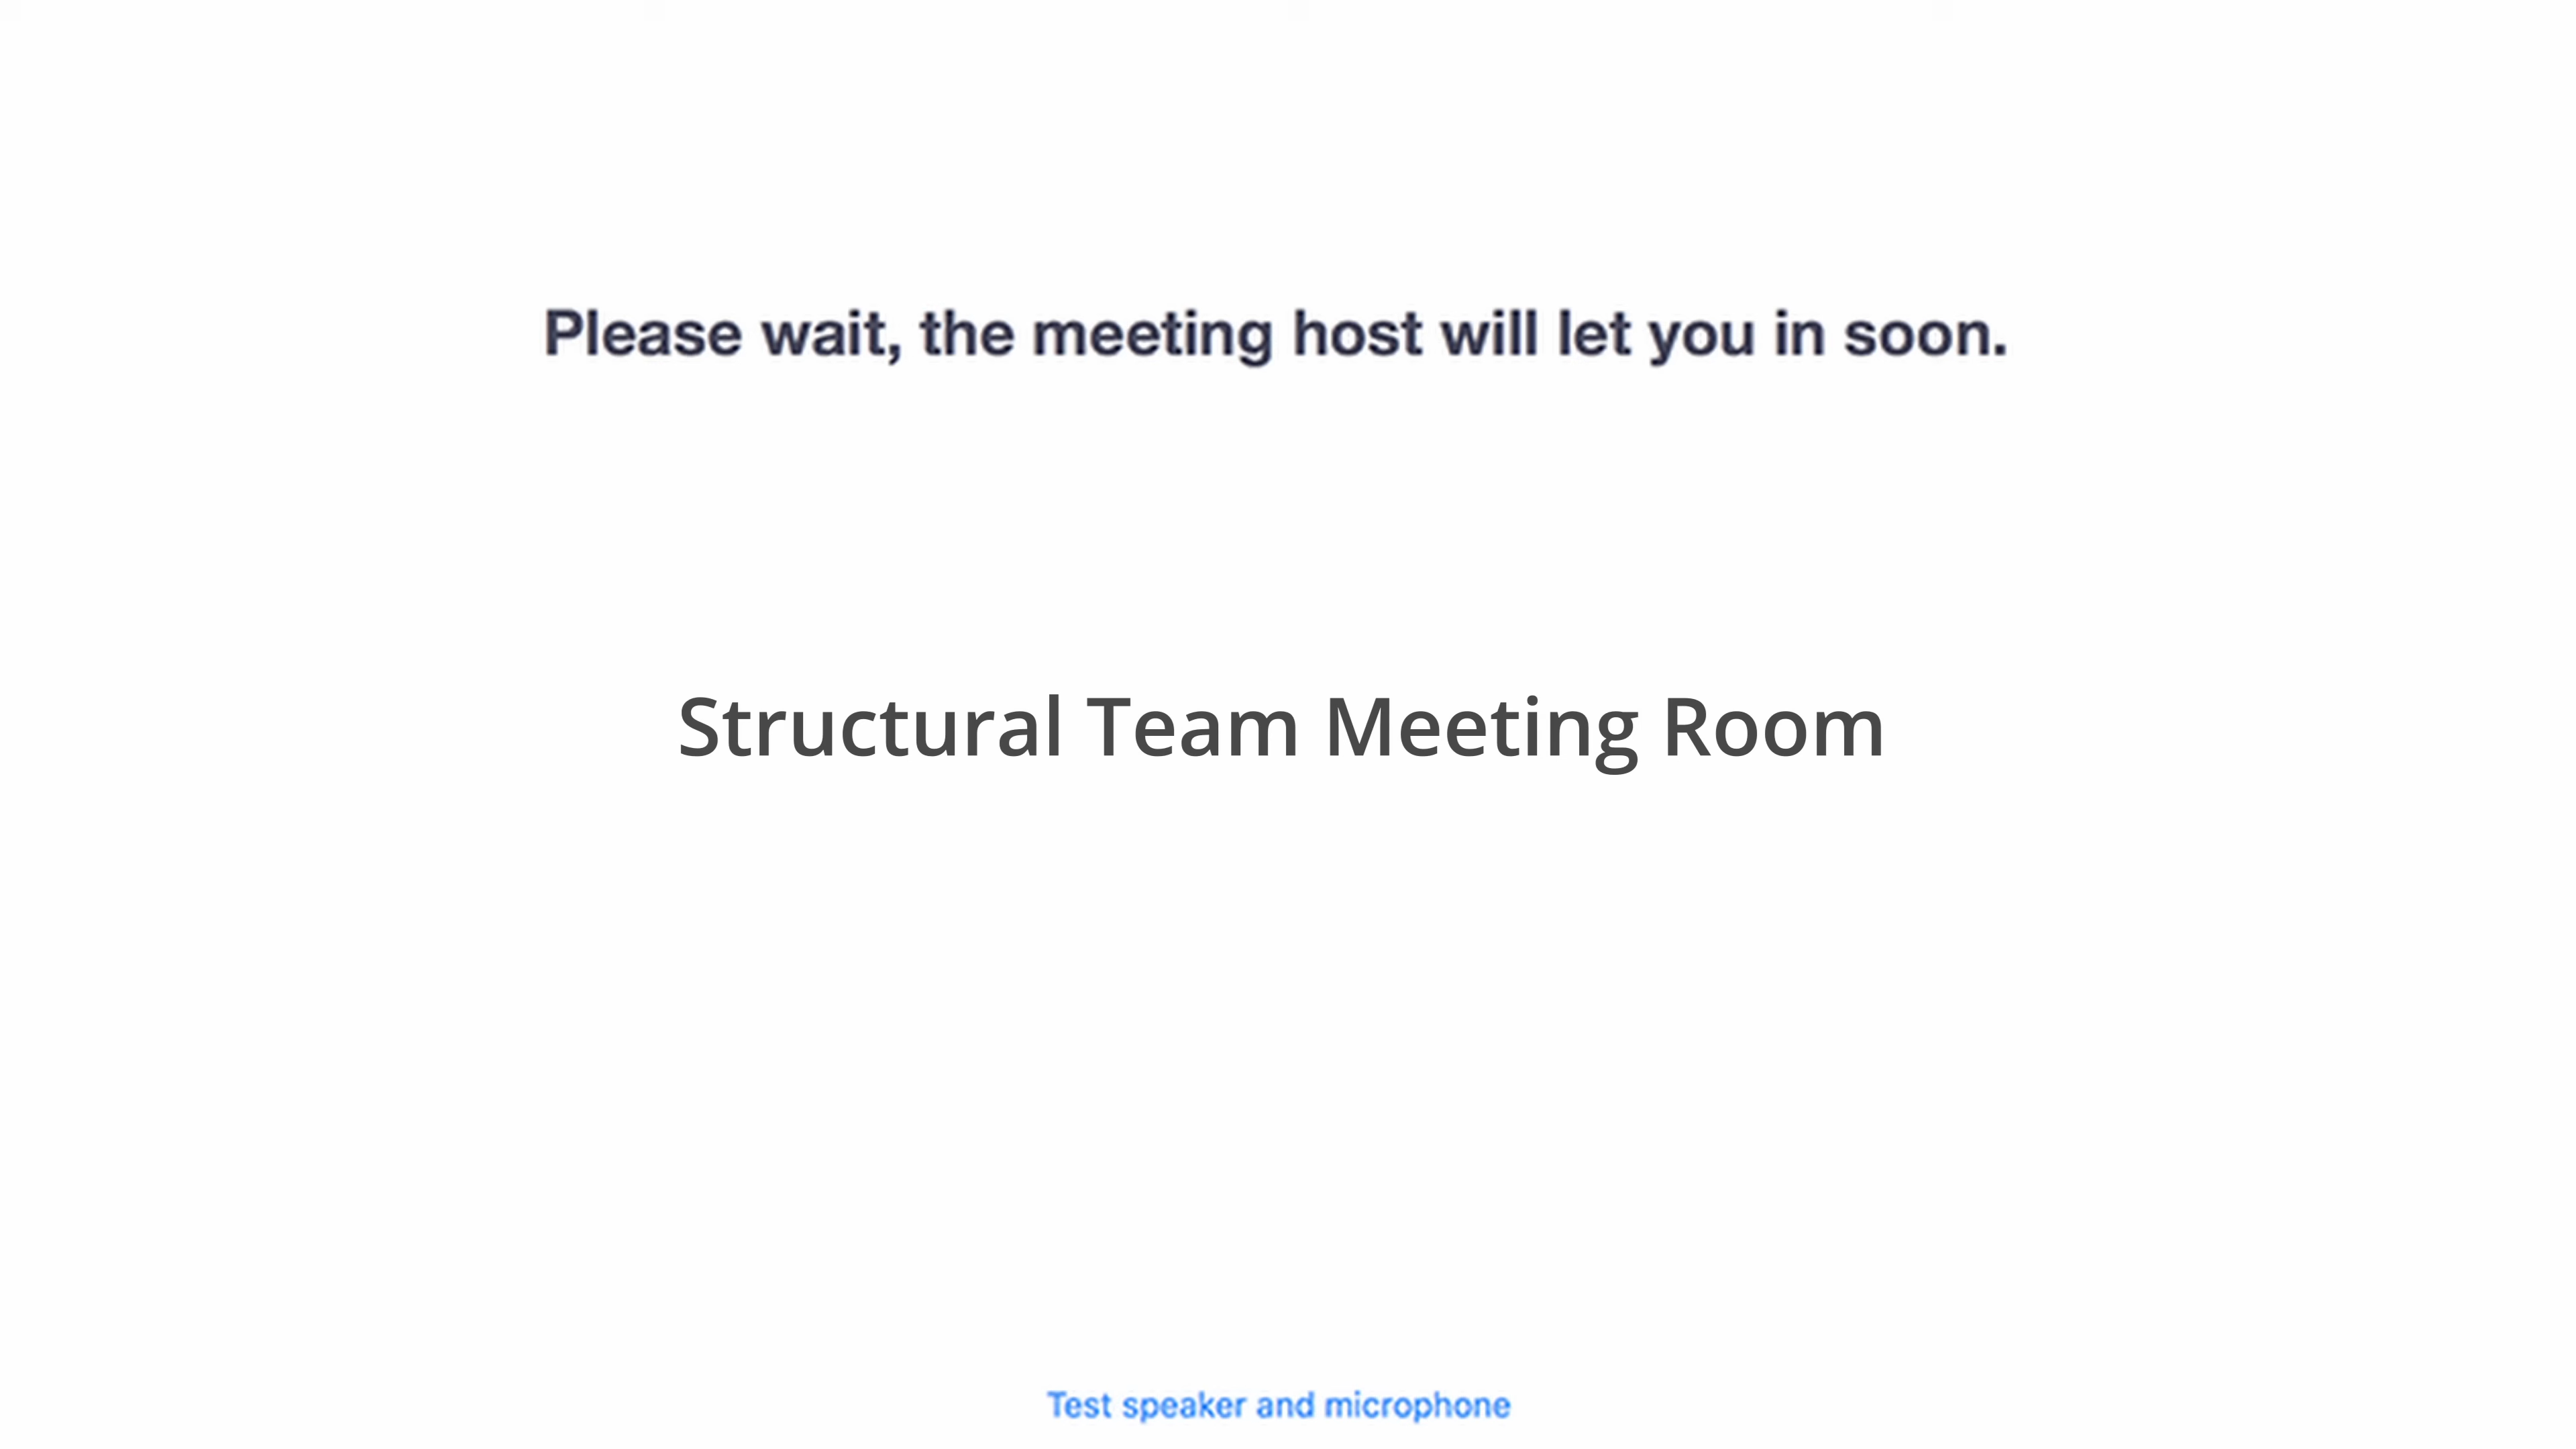 Please wait, the meeting host will let you in soon.
Structural Team Meeting Room
Test speaker and microphone